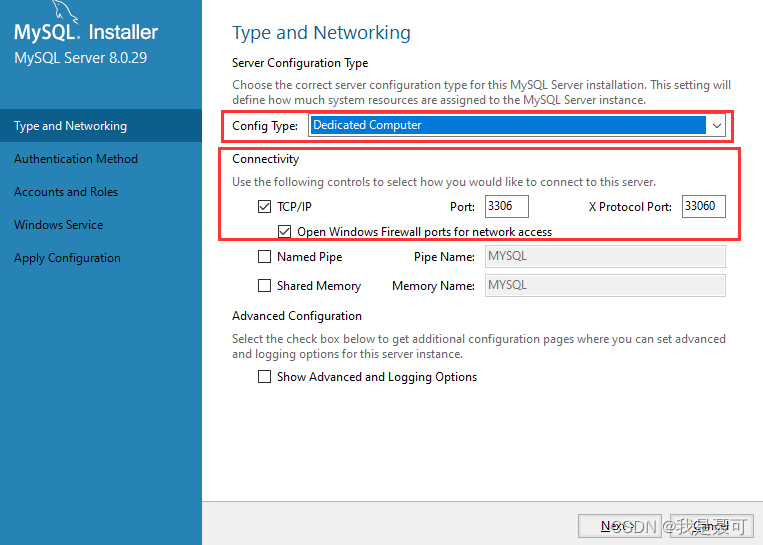 MySQL. Installer
MySQL Server 8.0.29
Type and Networking
Authentication Method
Accounts and Roles
Windows Service
Apply Configuration
Type and Networking
Server Configuration Type
Choose the correct server configuration type for this MySQL Server installation. This setting will
define how much system resources are assigned to the MySQL Server instance.
Config Type: Dedicated Computer
Connectivity
Use the following controls to select how you would like to connect to this server.
TCP/IP Port: 3306 X Protocol Port: 33060
Open Windows Firewall ports for network access
Named Pipe Pipe Name: MYSQL
Shared Memory Memory Name: MYSQL
Advanced Configuration
Select the check box below to get additional configuration pages where you can set advanced
and logging options for this server instance.
Show Advanced and Logging Options
Next > Cancel
CSDN @我是聂可